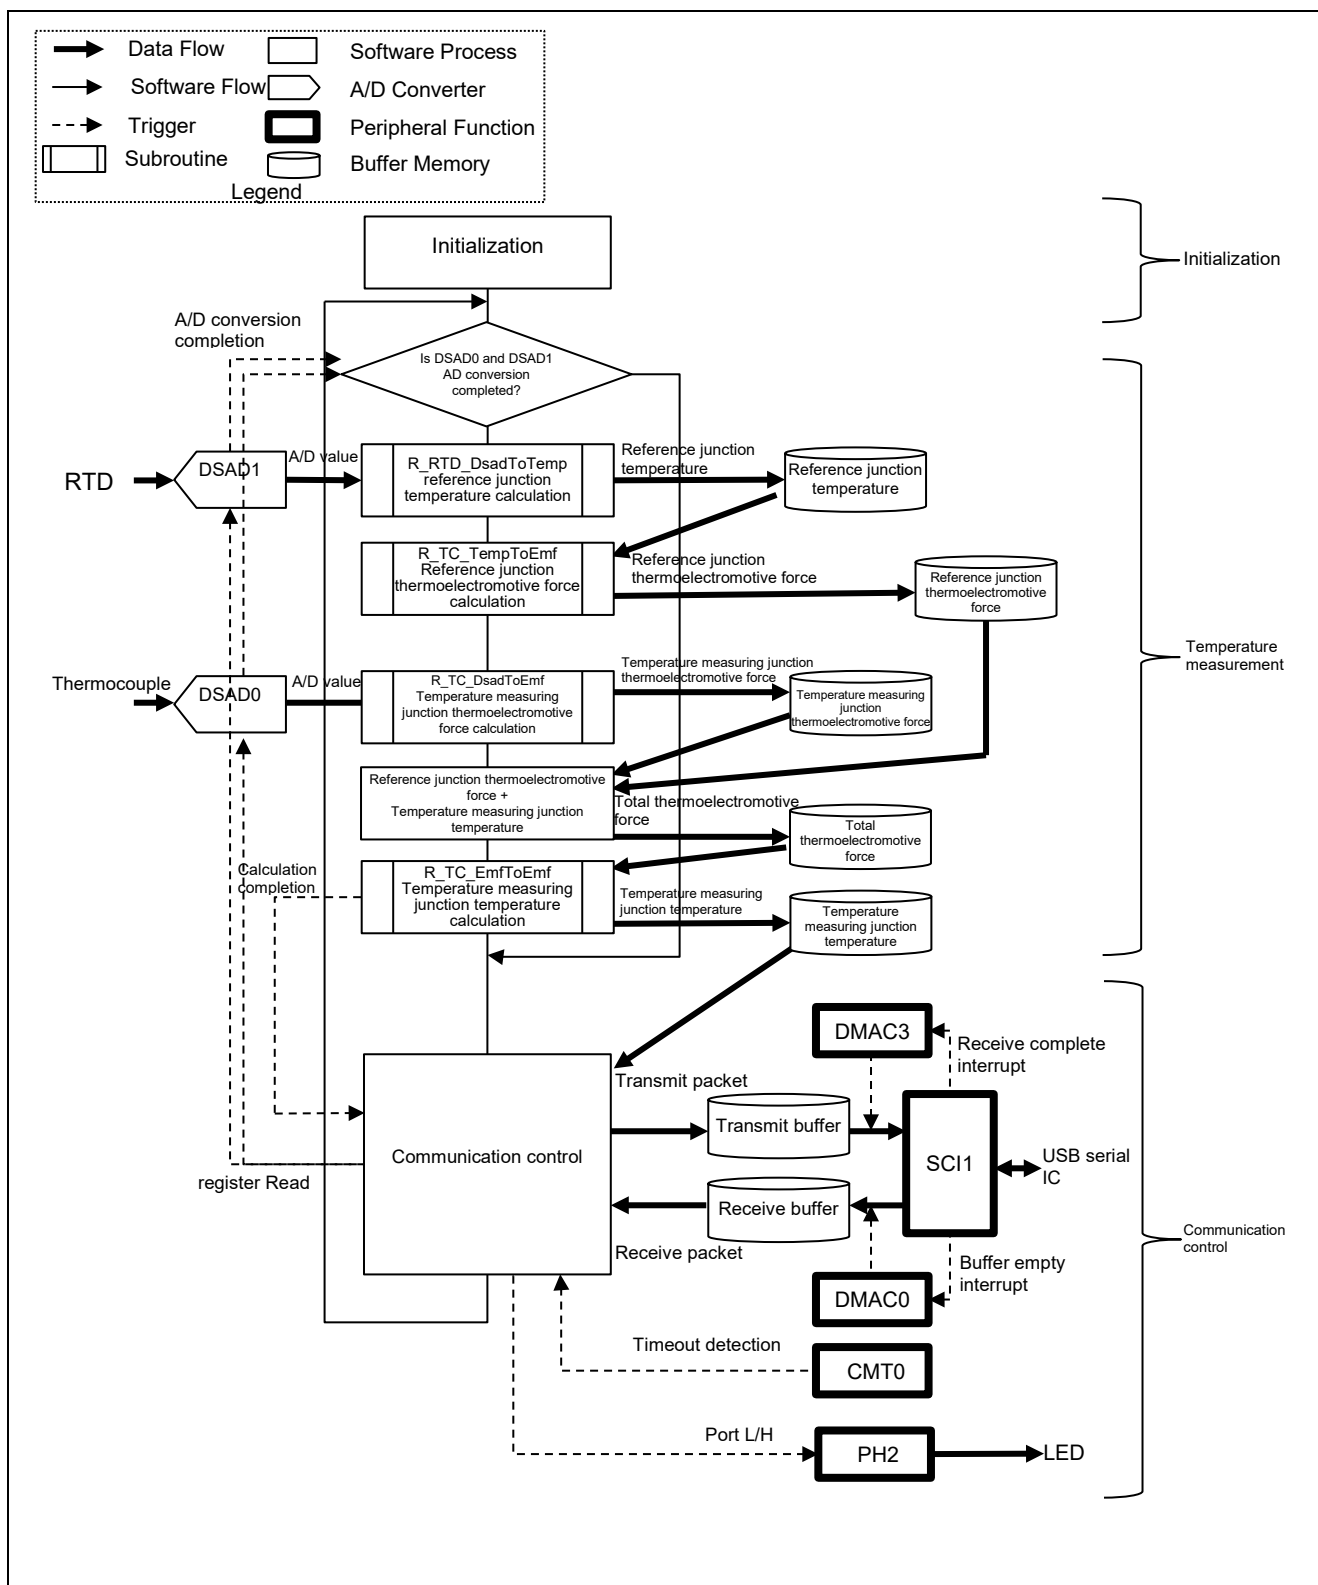 Data Flow
Software Process
Software Flow
A/D Converter
Trigger
Peripheral Function
Subroutine
Buffer Memory
Legend
Initialization
Initialization
A/D conversion
completion
Is DSAD0 and DSAD1
AD conversion
completed?
RTD
DSAD1
A/D value
R_RTD_DsadToTemp
reference junction
temperature calculation
Reference junction
temperature
Reference junction
temperature
R_TC_TempToEmf
Reference junction
thermoelectromotive force
calculation
Reference junction
thermoelectromotive force
Reference junction
thermoelectromotive
force
Temperature
measurement
Thermocouple
DSAD0
A/D value
R_TC_DsadToEmf
Temperature measuring
junction thermoelectromotive
force calculation
Temperature measuring junction
thermoelectromotive force
Temperature measuring
junction
thermoelectromotive force
Reference junction thermoelectromotive
force +
Temperature measuring junction
temperature
Total thermoelectromotive
force
Total
thermoelectromotive
force
Calculation
completion
R_TC_EmfToEmf
Temperature measuring
junction temperature
calculation
Temperature measuring
junction temperature
Temperature
measuring junction
temperature
DMAC3
Receive complete
interrupt
Transmit packet
Transmit buffer
Communication control
SCI1
USB serial
IC
register Read
Receive buffer
Receive packet
Communication
control
Buffer empty
interrupt
DMAC0
Timeout detection
CMT0
Port L/H
PH2
LED